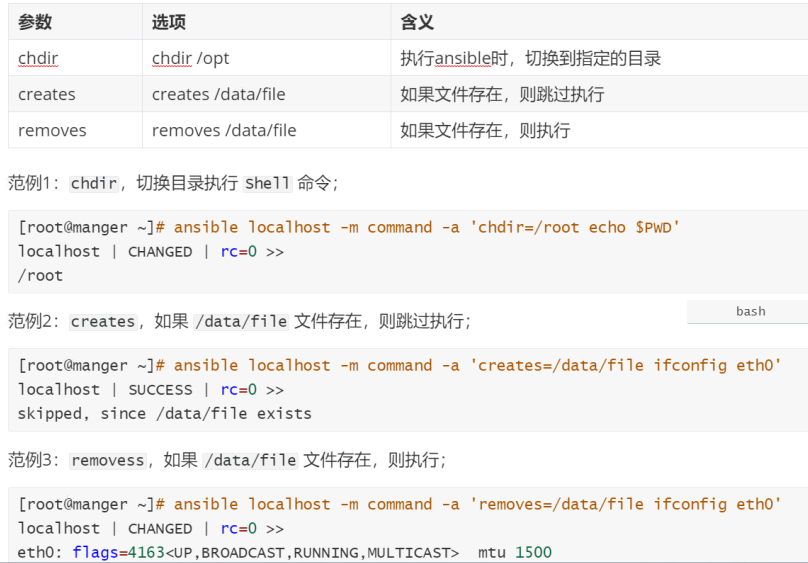 参数 选项 含义
chdir chdir /opt 执行ansible时，切换到指定的目录
creates creates /data/file 如果文件存在，则跳过执行
removes removes /data/file 如果文件存在，则执行
范例1：chdir，切换目录执行 Shell 命令；
[root@manger ~]# ansible localhost -m command -a 'chdir=/root echo $PWD'
localhost | CHANGED | rc=0 >>
/root
bash
范例2：creates，如果 /data/file 文件存在，则跳过执行；
[root@manger ~]# ansible localhost -m command -a 'creates=/data/file ifconfig eth0'
localhost | SUCCESS | rc=0 >>
skipped, since /data/file exists
范例3：removess，如果 /data/file 文件存在，则执行；
[root@manger ~]# ansible localhost -m command -a 'removes=/data/file ifconfig eth0'
localhost | CHANGED | rc=0 >>
eth0: flags=4163<UP,BROADCAST,RUNNING,MULTICAST>  mtu 1500